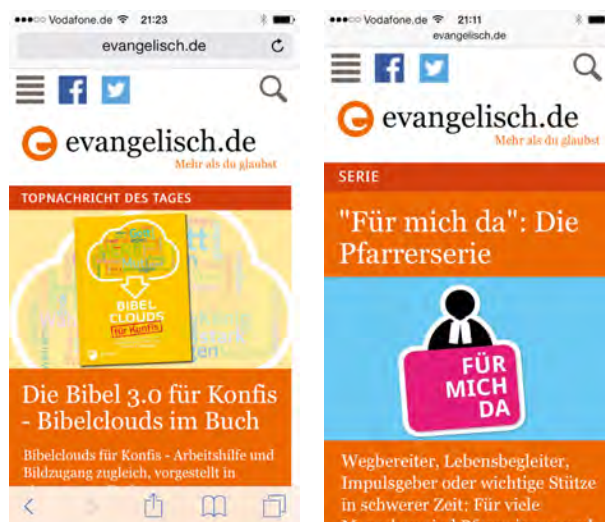 Vodafone.de 21:23
evangelisch.de
evangelisch.de
Mehr als du glaubst
TOPNACHRICHT DES TAGES
BIBEL
CLOUDS
für Konfis
Die Bibel 3.0 für Konfis
- Bibelclouds im Buch
Bibelclouds für Konfis - Arbeitshilfe und
Bildzugang zugleich, vorgestellt in
Vodafone.de 21:11
evangelisch.de
evangelisch.de
Mehr als du glaubst
SERIE
"Für mich da": Die
Pfarrerserie
FÜR
MICH
DA
Wegbereiter, Lebensbegleiter,
Impulsgeber oder wichtige Stütze
in schwerer Zeit: Für viele